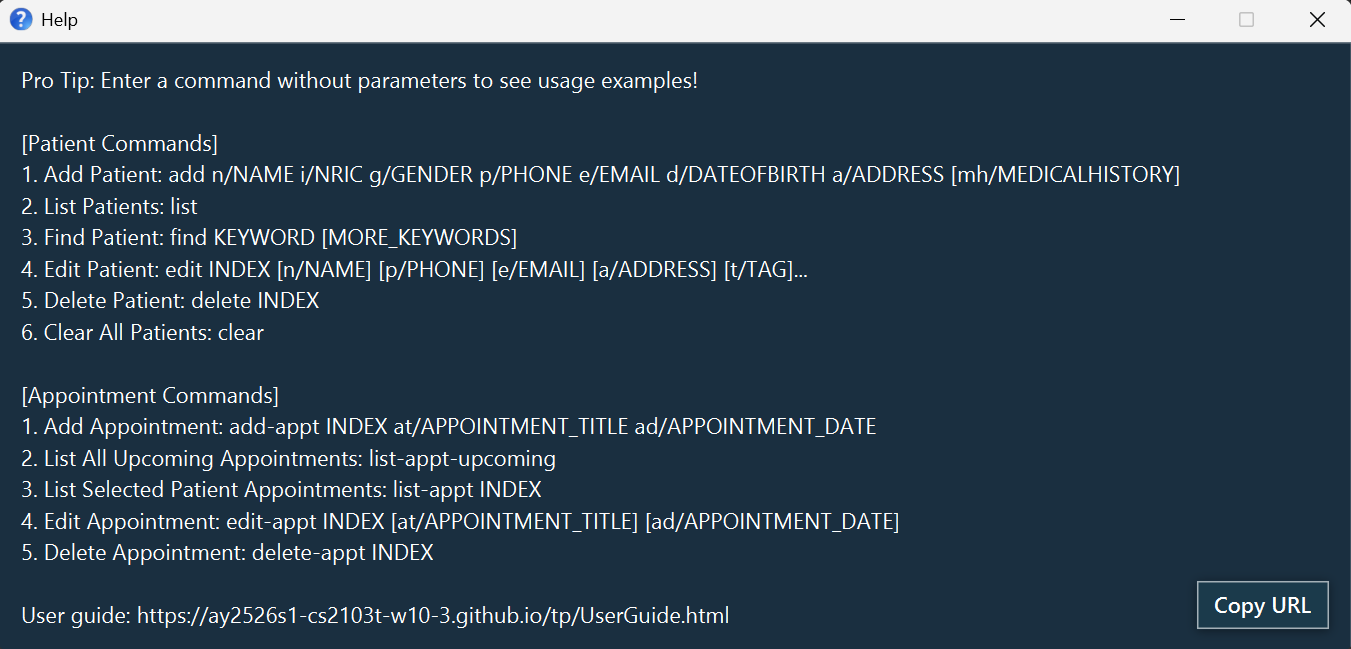 Help
Pro Tip: Enter a command without parameters to see usage examples!
[Patient Commands]
1. Add Patient: add n/NAME i/NRIC g/GENDER p/PHONE e/EMAIL d/DATEOFBIRTH a/ADDRESS [mh/MEDICALHISTORY]
2. List Patients: list
3. Find Patient: find KEYWORD [MORE_KEYWORDS]
4. Edit Patient: edit INDEX [n/NAME] [p/PHONE] [e/EMAIL] [a/ADDRESS] [t/TAG]...
5. Delete Patient: delete INDEX
6. Clear All Patients: clear
[Appointment Commands]
1. Add Appointment: add-appt INDEX at/APPOINTMENT_TITLE ad/APPOINTMENT_DATE
2. List All Upcoming Appointments: list-appt-upcoming
3. List Selected Patient Appointments: list-appt INDEX
4. Edit Appointment: edit-appt INDEX [at/APPOINTMENT_TITLE] [ad/APPOINTMENT_DATE]
5. Delete Appointment: delete-appt INDEX
User guide: https://ay2526s1-cs2103t-w10-3.github.io/tp/UserGuide.html
Copy URL